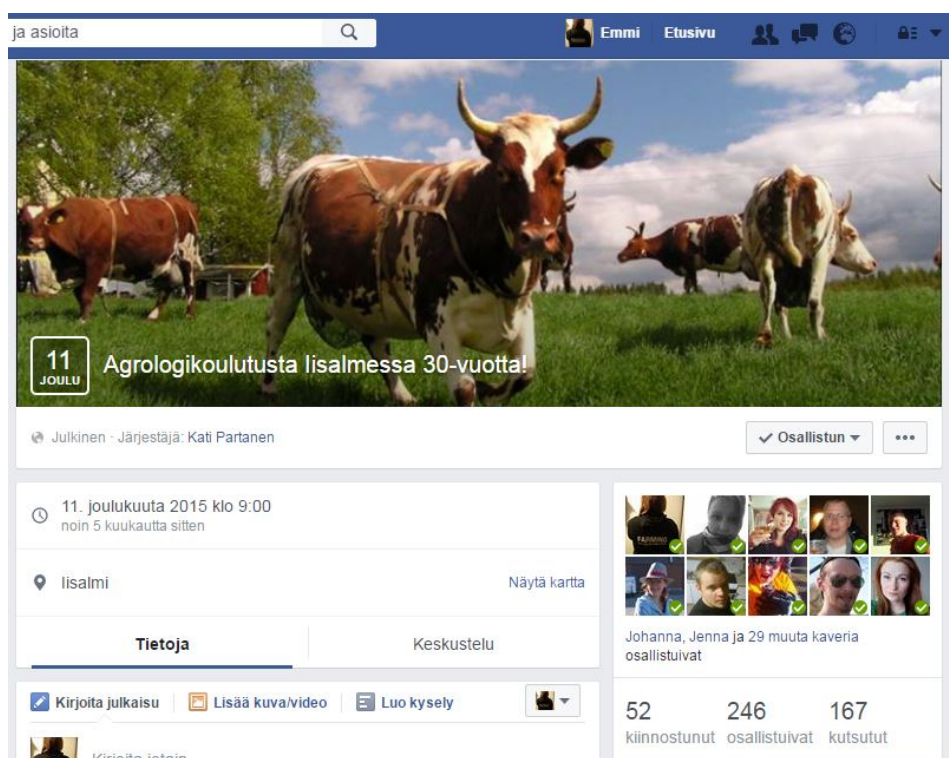 ja asioita
Emmi Etusivu
11
JOULU
Agrologikoulutusta Iisalmessa 30-vuotta!
Julkinen · Järjestäjä: Kati Partanen
Osallistun
11. joulukuuta 2015 klo 9:00
noin 5 kuukautta sitten
Iisalmi
Näytä kartta
Tietoja
Keskustelu
Kirjoita julkaisu
Lisää kuva/video
Luo kysely
Kirjoita jotain
FARMING
Johanna, Jenna ja 29 muuta kaveria
osallistuivat
52 246 167
kiinnostunut osallistuivat kutsutut